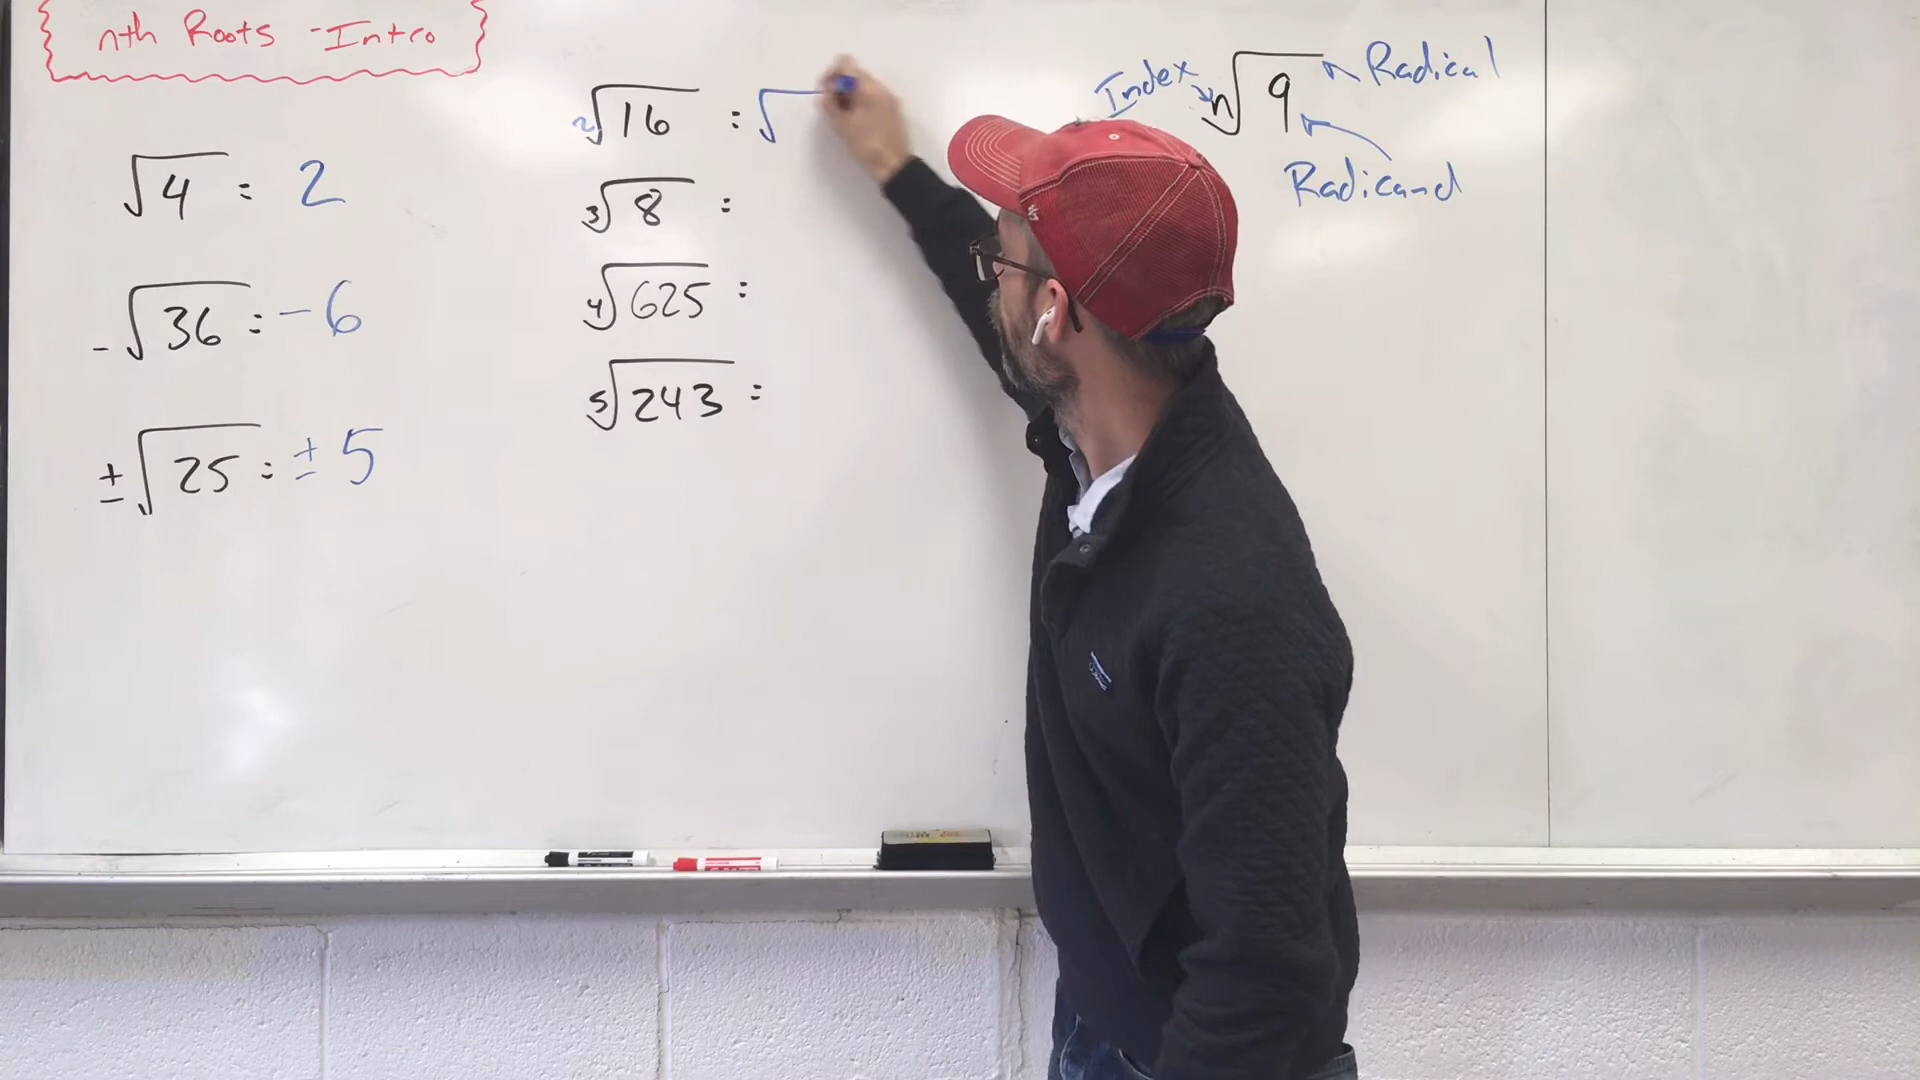 nth Roots - Intro
√4 = 2
-√36 = -6
±√25 = ±5
²√16 = √
³√8 =
⁴√625 =
⁵√243 =
Index
ⁿ√9
Radical
Radicand